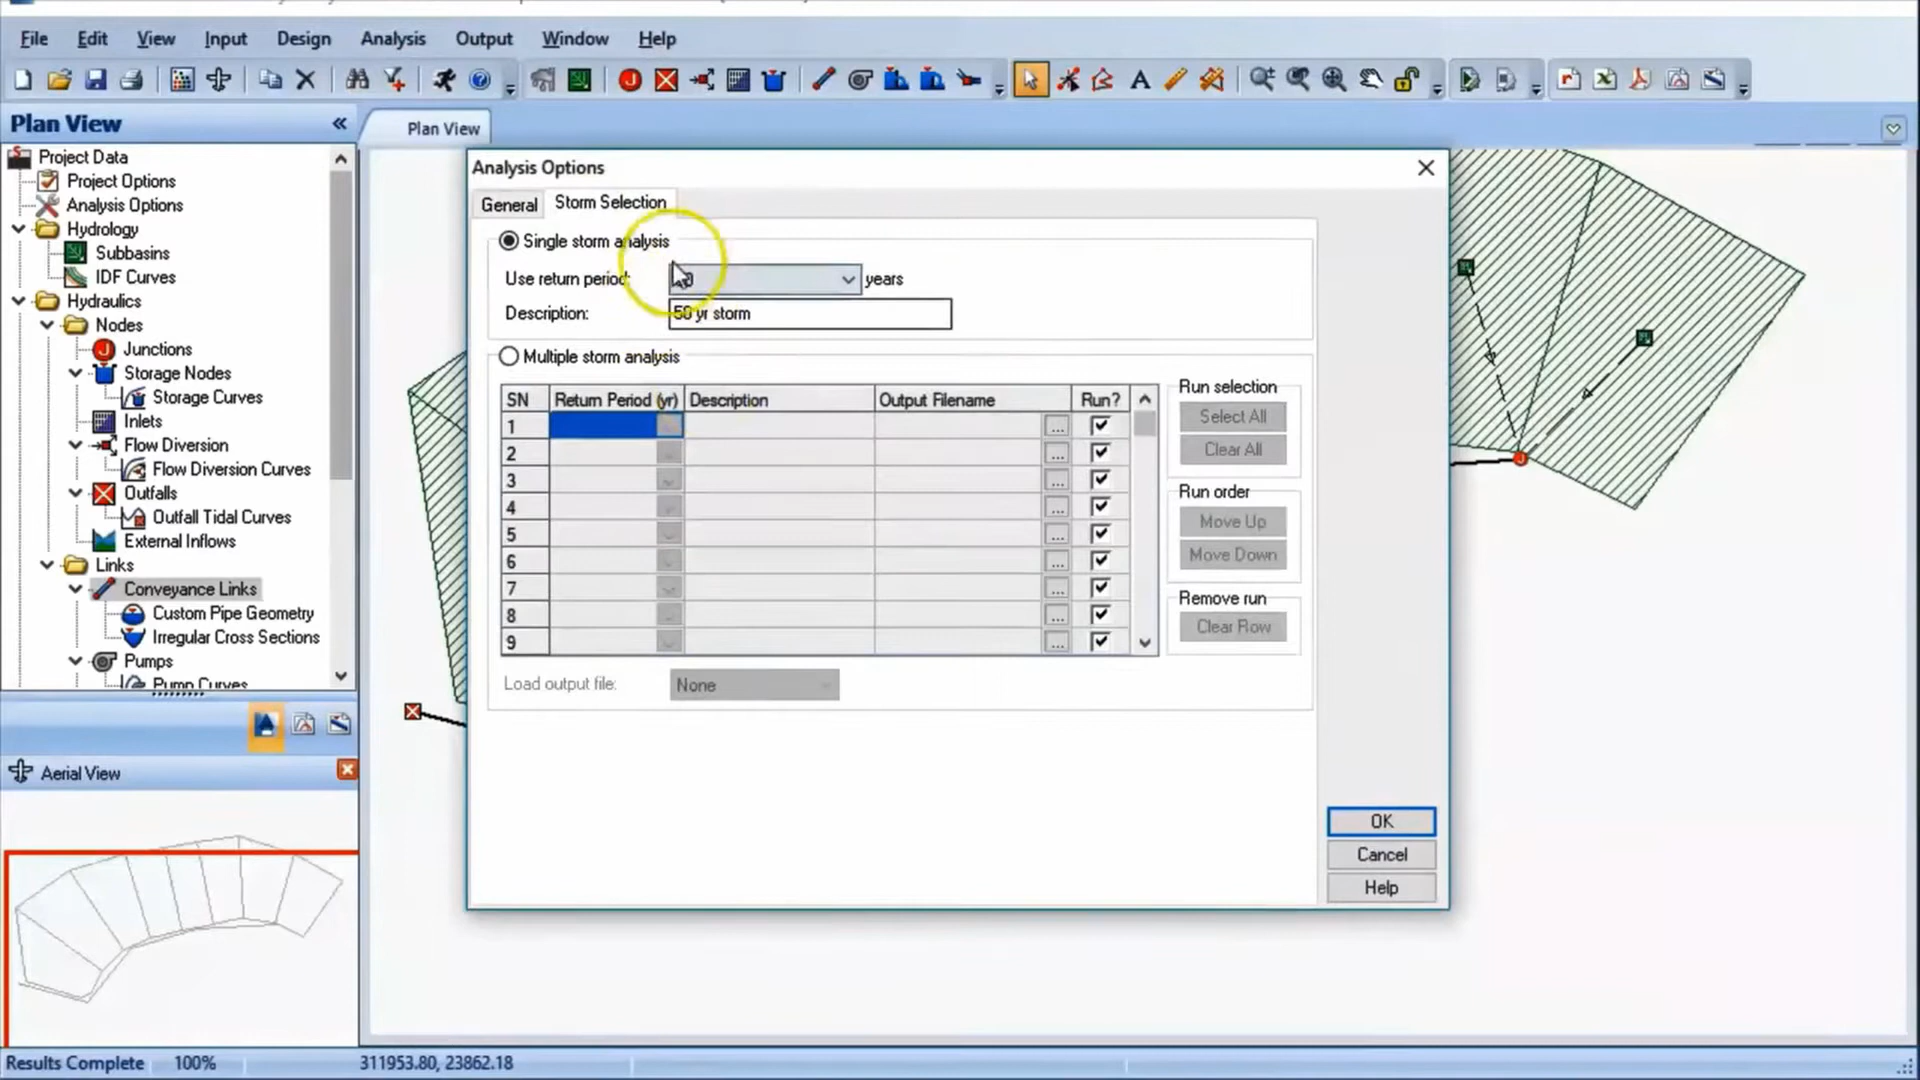 File Edit View Input Design Analysis Output Window Help
Plan View
Plan View
Project Data
Project Options
Analysis Options
Hydrology
Subbasins
IDF Curves
Hydraulics
Nodes
Junctions
Storage Nodes
Storage Curves
Inlets
Flow Diversion
Flow Diversion Curves
Outfalls
Outfall Tidal Curves
External Inflows
Links
Conveyance Links
Custom Pipe Geometry
Irregular Cross Sections
Pumps
Pump Curves
Aerial View
Analysis Options
General Storm Selection
Single storm analysis
Use return period: years
Description: 50 yr storm
Multiple storm analysis
SN Return Period (yr) Description Output Filename Run?
1
2
3
4
5
6
7
8
9
Run selection
Select All
Clear All
Run order
Move Up
Move Down
Remove run
Clear Row
Load output file: None
OK
Cancel
Help
Results Complete 100% 311953.80, 23862.18